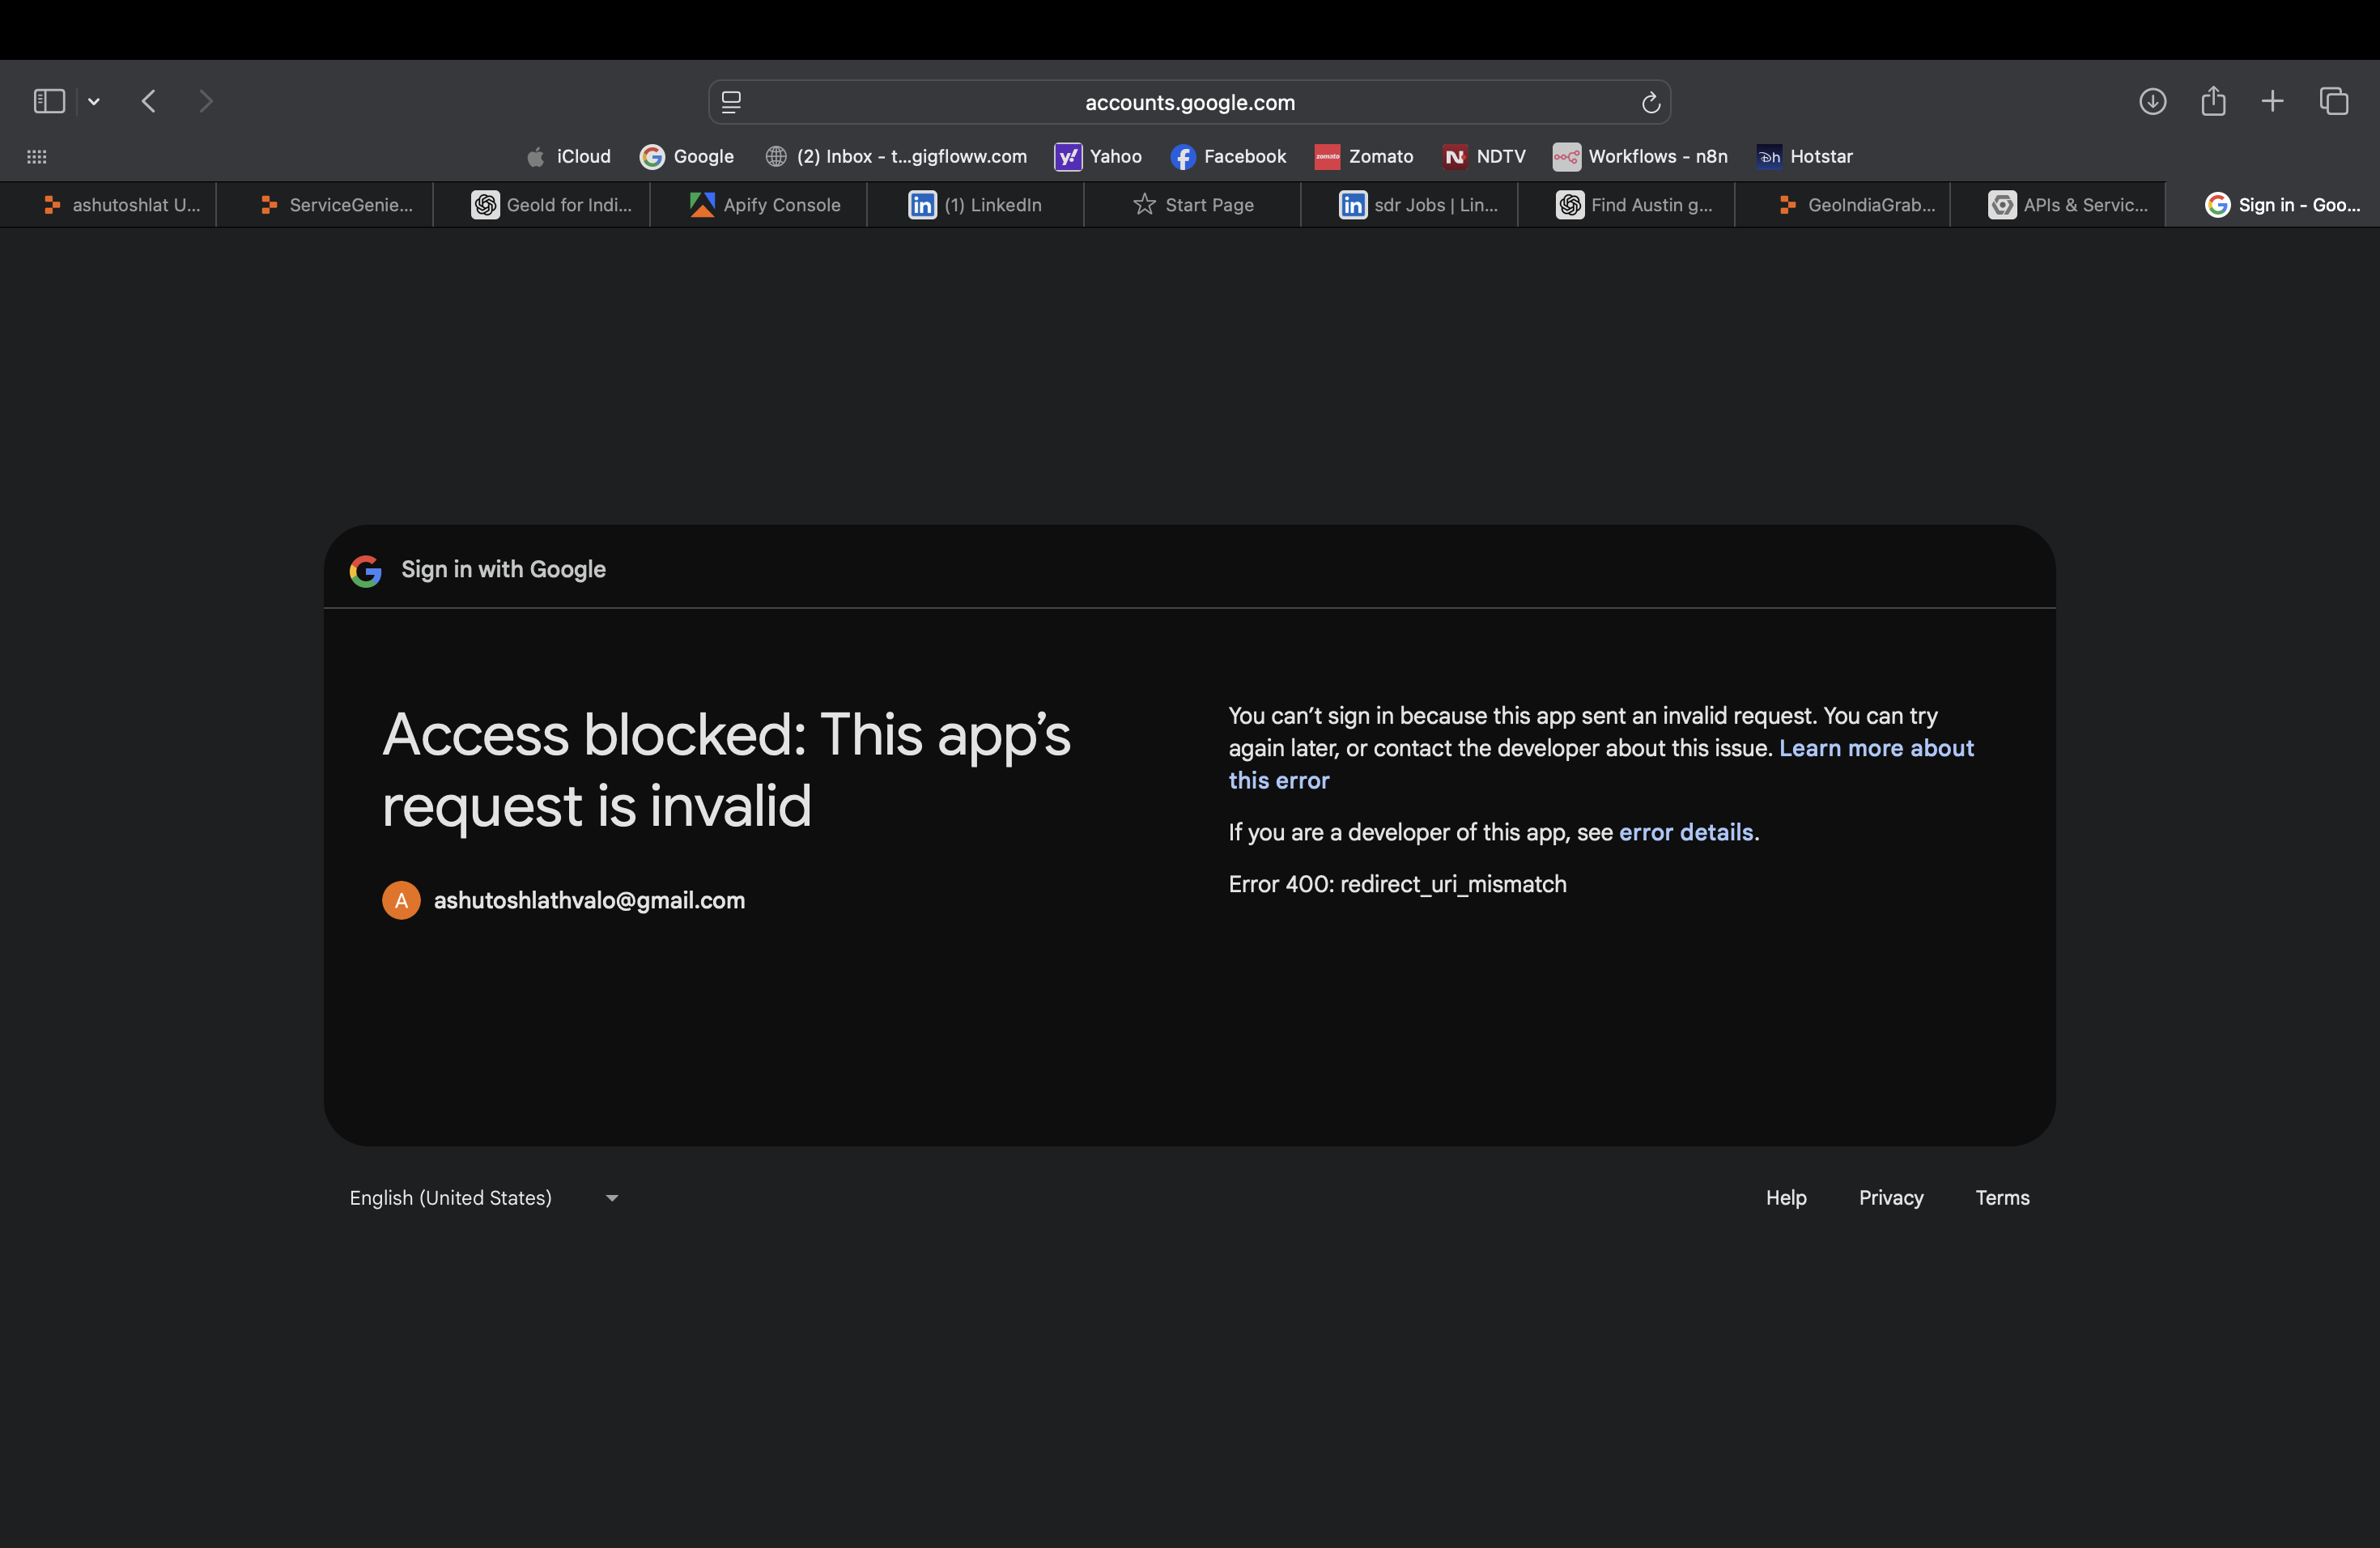 accounts.google.com
iCloud
Google
(2) Inbox - t...gigfloww.com
y!
Yahoo
Facebook
zomato
Zomato
NDTV
Workflows - n8n
Hotstar
ashutoshlat U...
ServiceGenie...
GeoId for Indi...
Apify Console
in
(1) LinkedIn
Start Page
in
sdr Jobs | Lin...
Find Austin g...
GeoIndiaGrab...
APIs & Servic...
Sign in - Goo...
Sign in with Google
Access blocked: This app’s
request is invalid
A
ashutoshlathvalo@gmail.com
You can’t sign in because this app sent an invalid request. You can try
again later, or contact the developer about this issue. Learn more about
this error
If you are a developer of this app, see error details.
Error 400: redirect_uri_mismatch
English (United States)
Help
Privacy
Terms